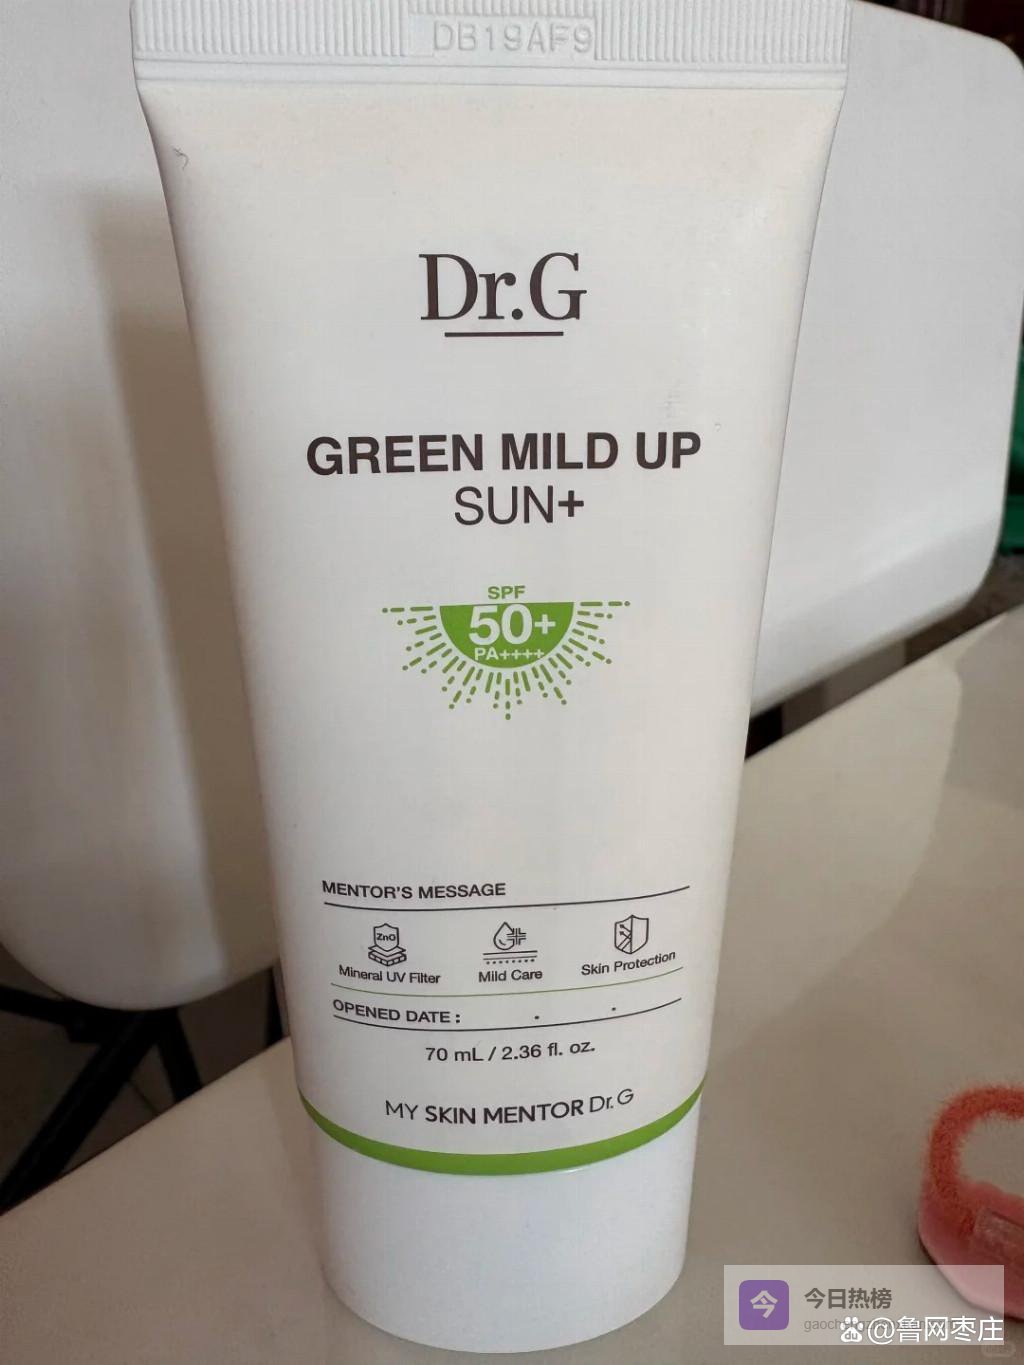 DB19AF9
Dr.G
GREEN MILD UP
SUN+
SPF
50+
PA++++
MENTOR'S MESSAGE
ZnO
Mineral UV Filter
Mild Care
Skin Protection
OPENED DATE : . .
70 mL / 2.36 fl. oz.
MY SKIN MENTOR Dr.G
今
今日热榜
@鲁网枣庄